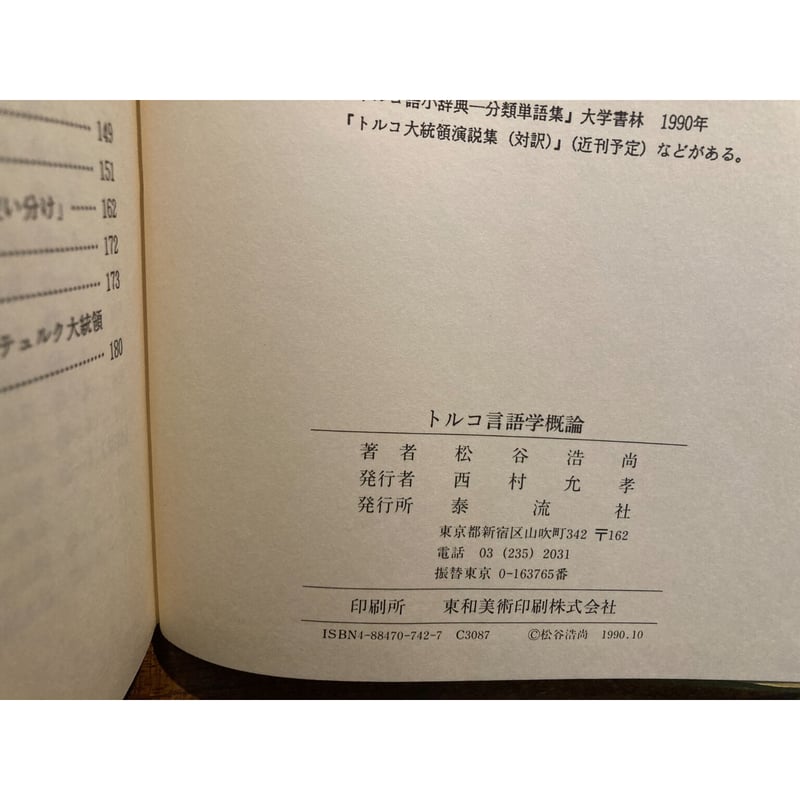 149
151
い分け」…… 162
172
173
テュルク大統領
180
語小辞典―分類単語集』大学書林 1990年
『トルコ大統領演説集（対訳）』（近刊予定）などがある。
トルコ言語学概論
著者 松谷浩尚
発行者 西村允孝
発行所 泰流社
東京都新宿区山吹町342 〒162
電話 03 (235) 2031
振替東京 0-163765番
印刷所 東和美術印刷株式会社
ISBN4-88470-742-7 C3087 ©松谷浩尚 1990.10